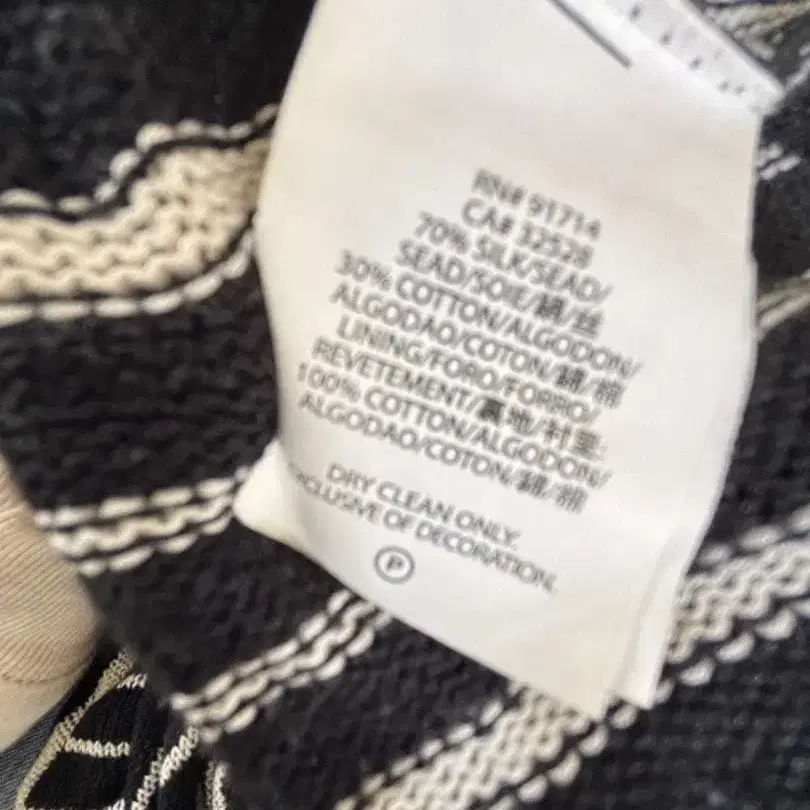 RN# 91714
CA# 32528
70% SILK/SEAD/
SEAD/SOIE/絹/丝
30% COTTON/ALGODON/
ALGODAO/COTON/綿/棉
LINING/FORO/FORRO/
REVETEMENT/裏地/衬里:
100% COTTON/ALGODON/
ALGODAO/COTON/綿/棉
DRY CLEAN ONLY.
EXCLUSIVE OF DECORATION.
P